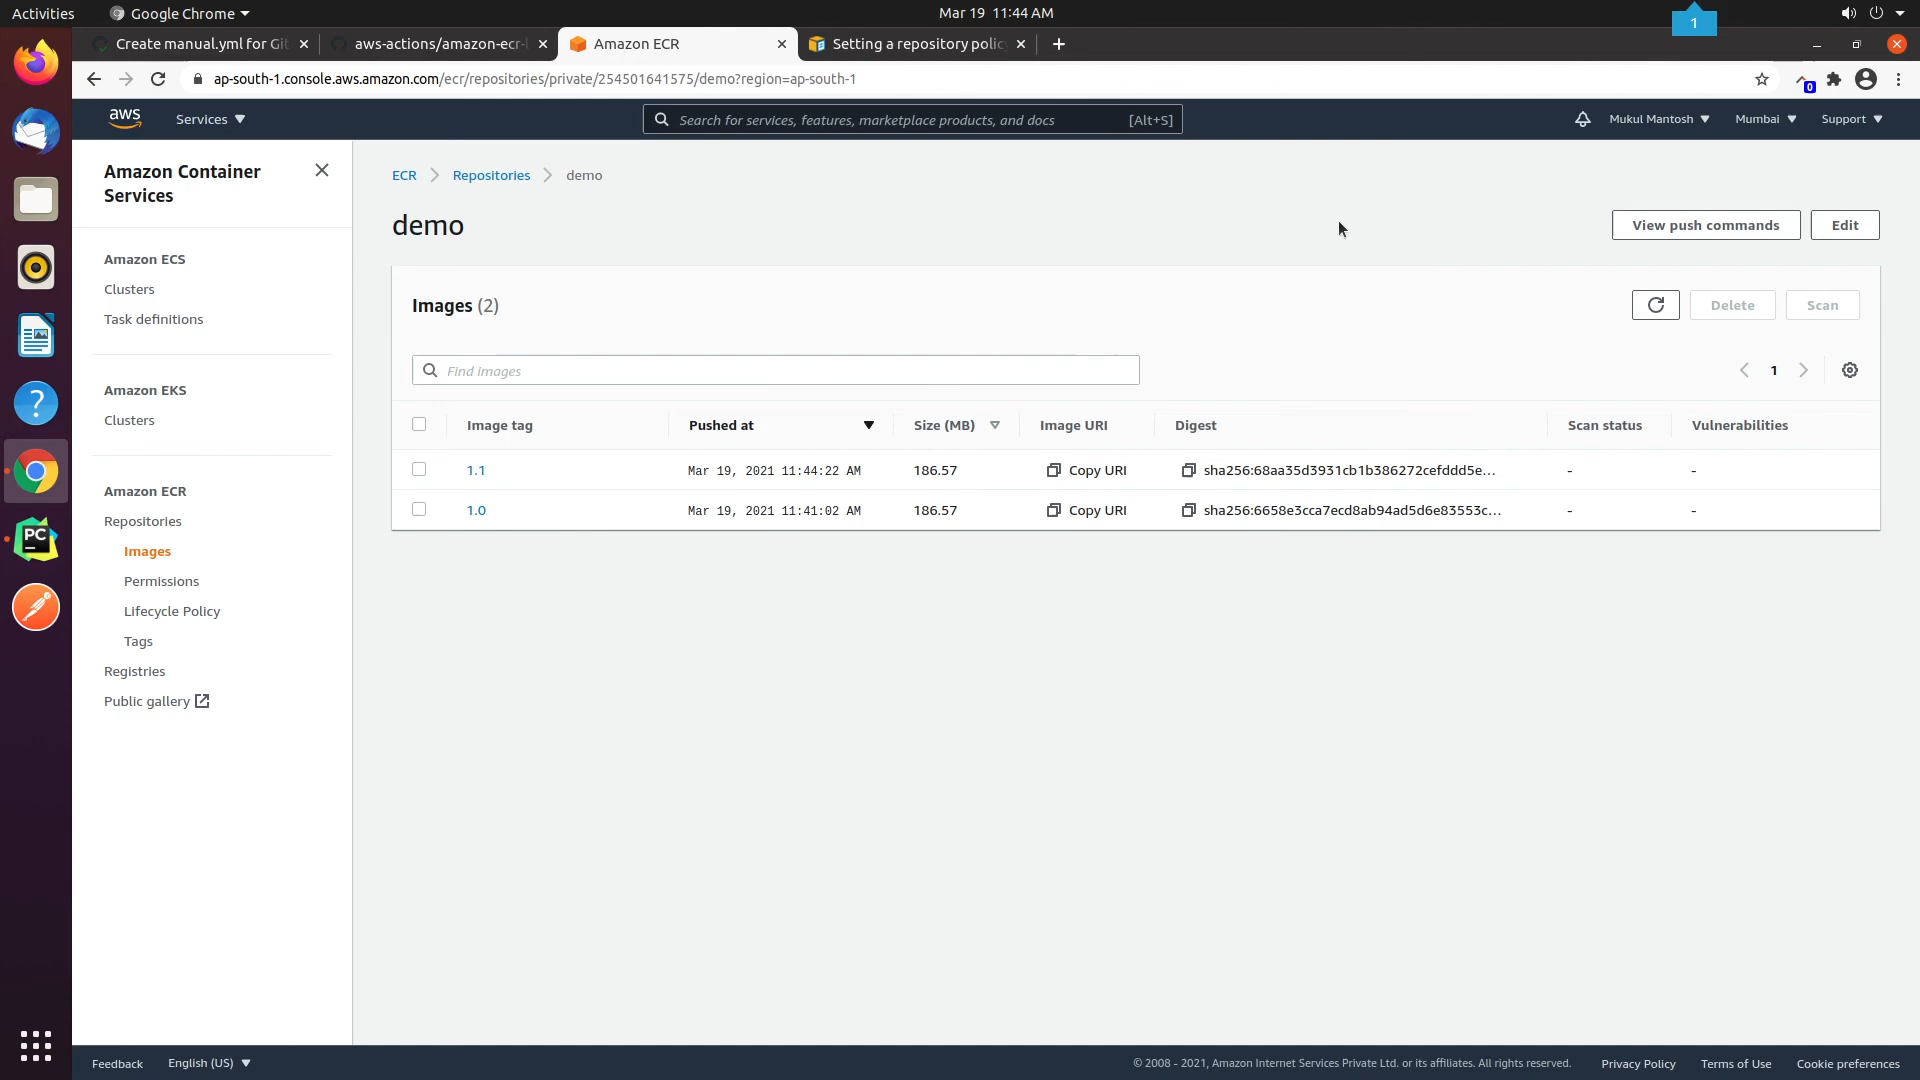 Activities
Google Chrome
Mar 19 11:44 AM
1
Create manual.yml for Git
aws-actions/amazon-ecr-l
Amazon ECR
Setting a repository polic
ap-south-1.console.aws.amazon.com/ecr/repositories/private/254501641575/demo?region=ap-south-1
0
aws
Services
Search for services, features, marketplace products, and docs
[Alt+S]
Mukul Mantosh
Mumbai
Support
Amazon Container
Services
Amazon ECS
Clusters
Task definitions
Amazon EKS
Clusters
Amazon ECR
Repositories
Images
Permissions
Lifecycle Policy
Tags
Registries
Public gallery
ECR
Repositories
demo
demo
View push commands
Edit
Images (2)
Delete
Scan
Find images
1
Image tag
Pushed at
Size (MB)
Image URI
Digest
Scan status
Vulnerabilities
1.1
Mar 19, 2021 11:44:22 AM
186.57
Copy URI
sha256:68aa35d3931cb1b386272cefddd5e...
-
-
1.0
Mar 19, 2021 11:41:02 AM
186.57
Copy URI
sha256:6658e3cca7ecd8ab94ad5d6e83553c...
-
-
PC
Feedback
English (US)
© 2008 - 2021, Amazon Internet Services Private Ltd. or its affiliates. All rights reserved.
Privacy Policy
Terms of Use
Cookie preferences